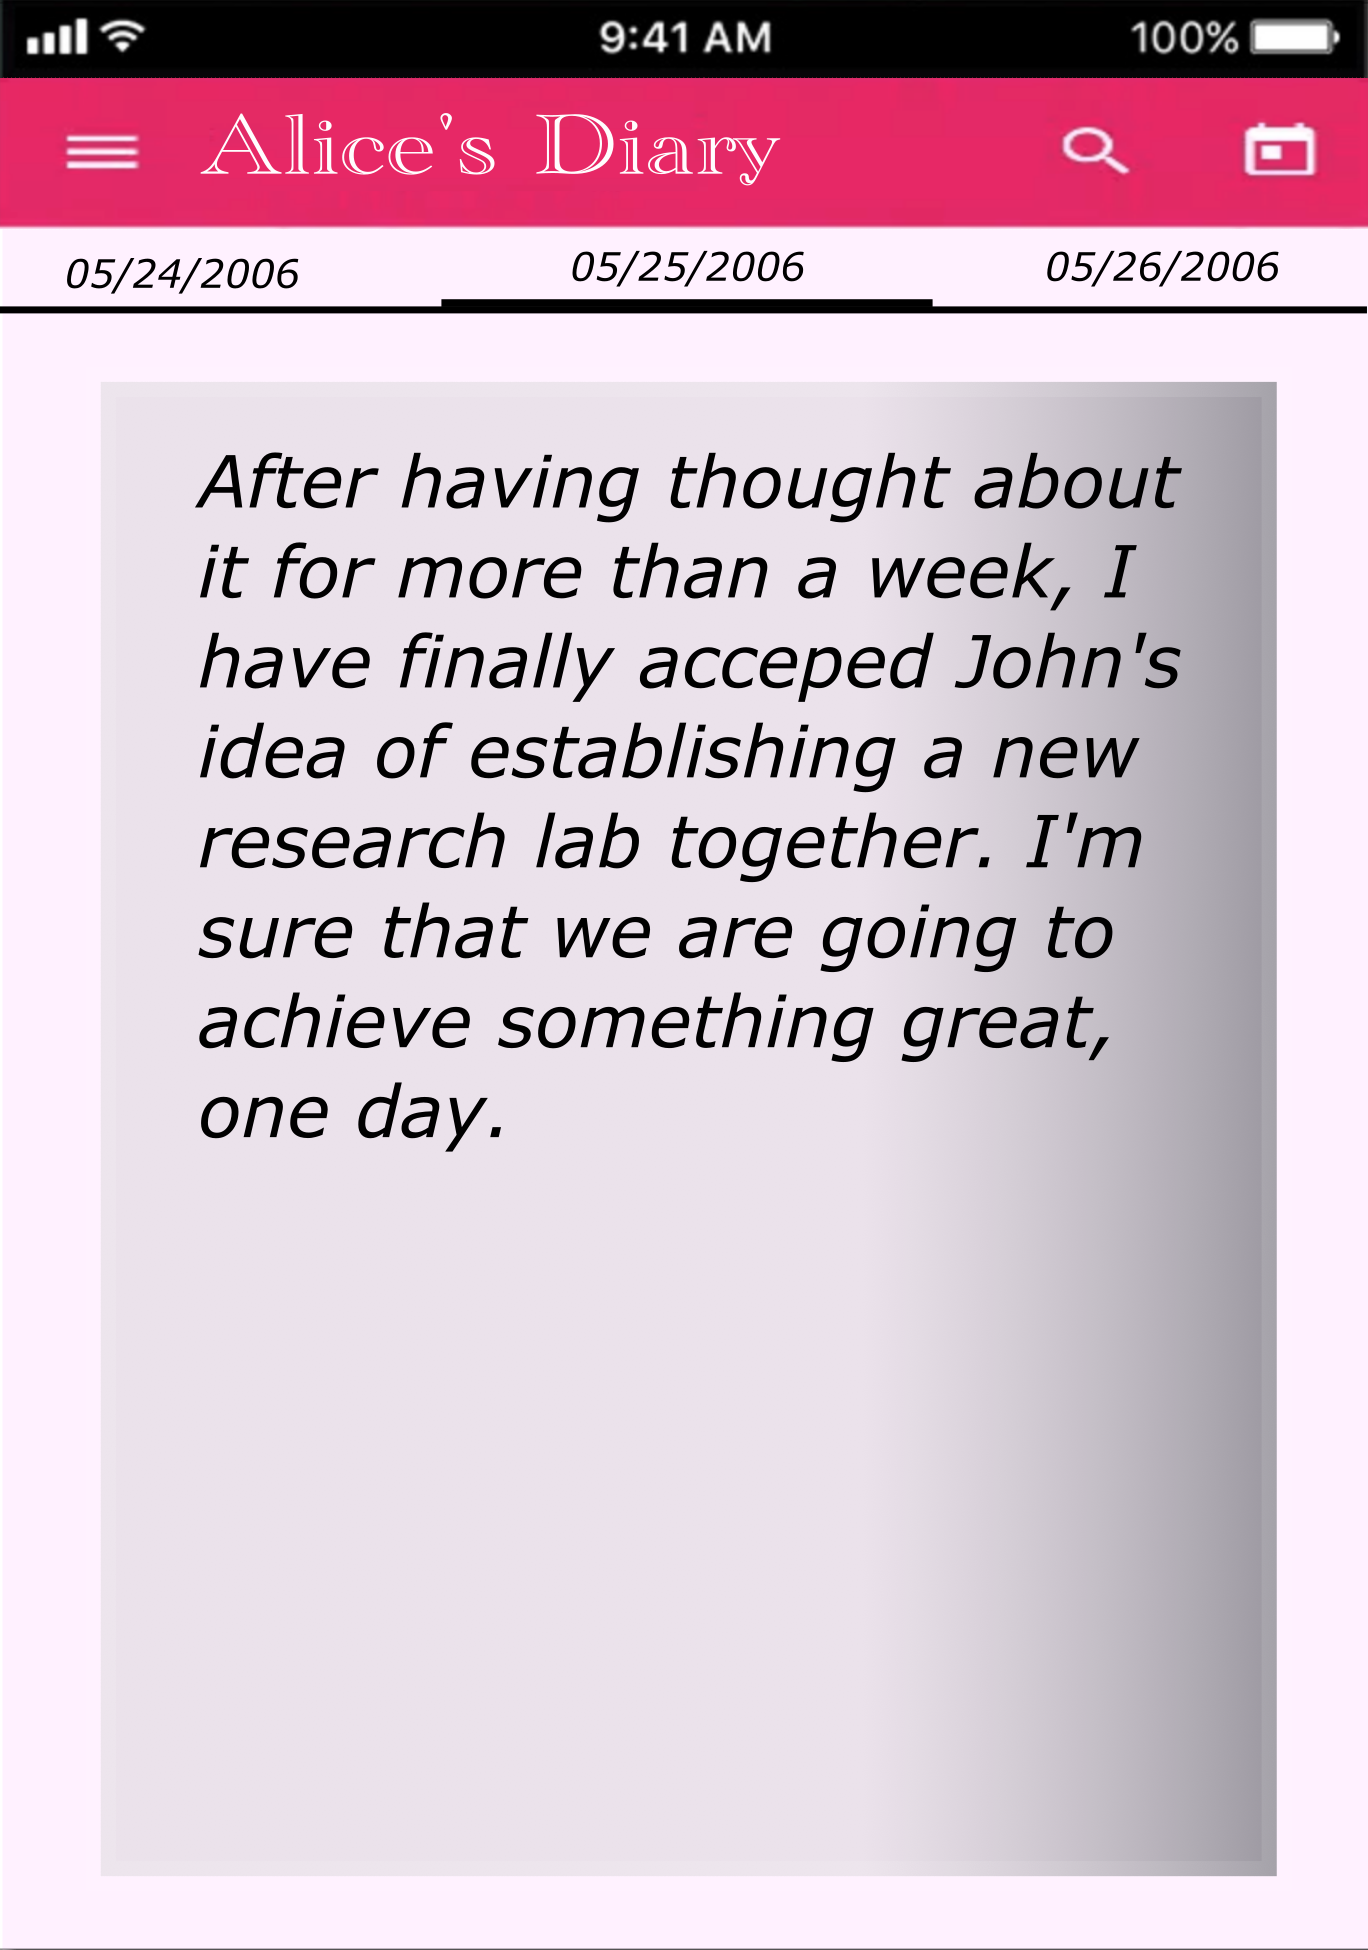 9:41 AM 100%
Alice's Diary
05/24/2006 05/25/2006 05/26/2006
After having thought about
it for more than a week, I
have finally acceped John's
idea of establishing a new
research lab together. I'm
sure that we are going to
achieve something great,
one day.